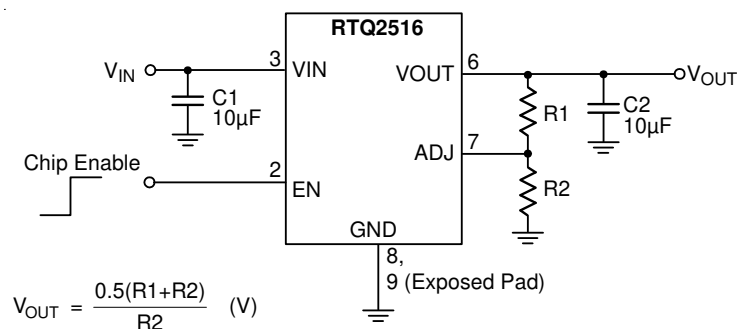 RTQ2516
V_IN
3
VIN
VOUT
6
V_OUT
C1
10µF
R1
C2
10µF
ADJ
7
Chip Enable
2
EN
R2
GND
8,
9 (Exposed Pad)
V_OUT = 0.5(R1+R2) / R2 (V)